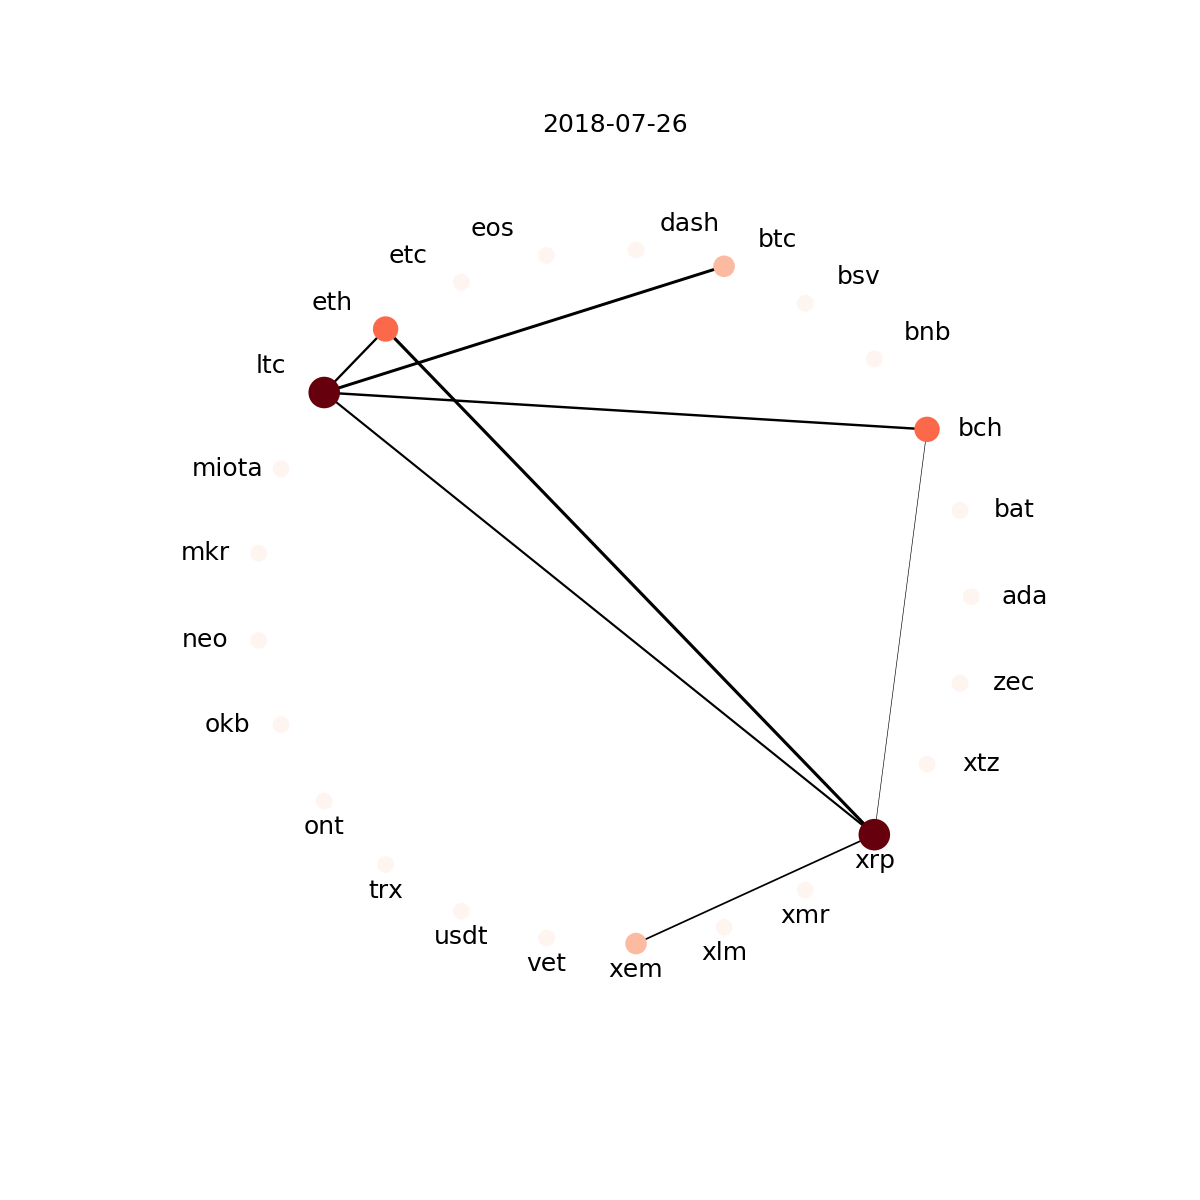 2018-07-26
dash
eos
btc
etc
bsv
eth
bnb
ltc
bch
miota
bat
mkr
ada
neo
zec
okb
xtz
ont
xrp
trx
xmr
usdt
xlm
vet
xem